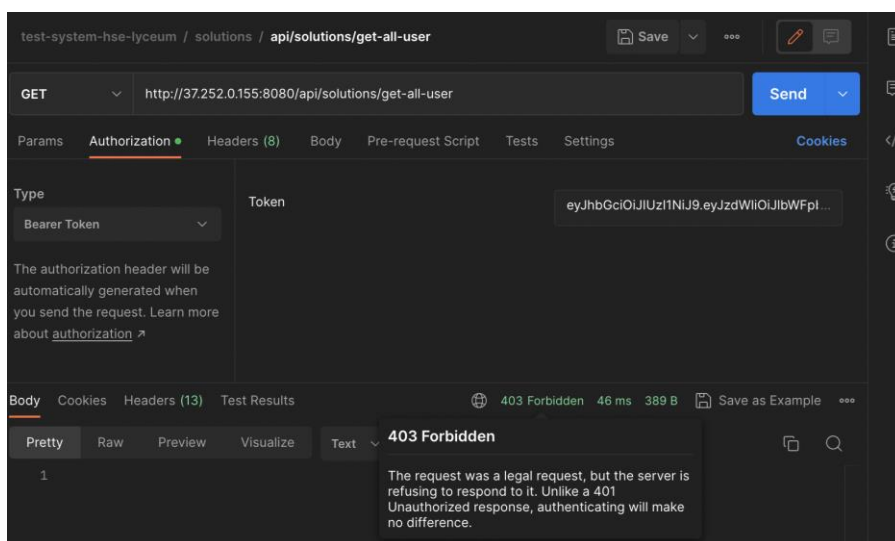 test-system-hse-lyceum / solutions / api/solutions/get-all-user
Save
GET http://37.252.0.155:8080/api/solutions/get-all-user Send
Params Authorization Headers (8) Body Pre-request Script Tests Settings Cookies
Type
Token
eyJhbGciOiJIUzI1NiJ9.eyJzdWIiOiJlbWFpl...
Bearer Token
The authorization header will be
automatically generated when
you send the request. Learn more
about authorization ↗
Body Cookies Headers (13) Test Results 403 Forbidden 46 ms 389 B Save as Example
Pretty Raw Preview Visualize Text
403 Forbidden
1
The request was a legal request, but the server is
refusing to respond to it. Unlike a 401
Unauthorized response, authenticating will make
no difference.